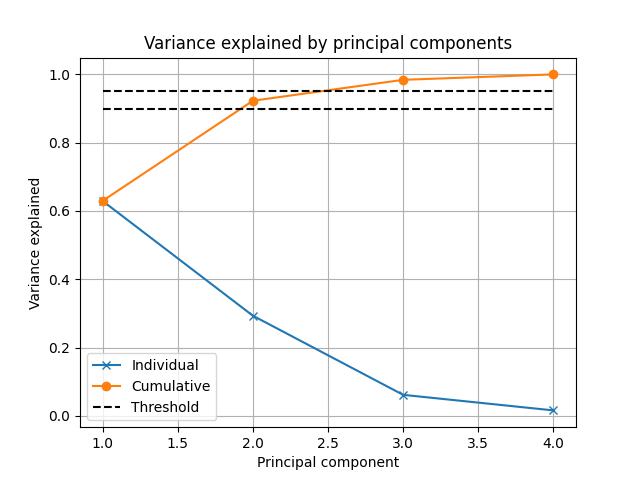 Variance explained by principal components
Variance explained
1.0
0.8
0.6
0.4
0.2
0.0
Individual
Cumulative
Threshold
1.0 1.5 2.0 2.5 3.0 3.5 4.0
Principal component